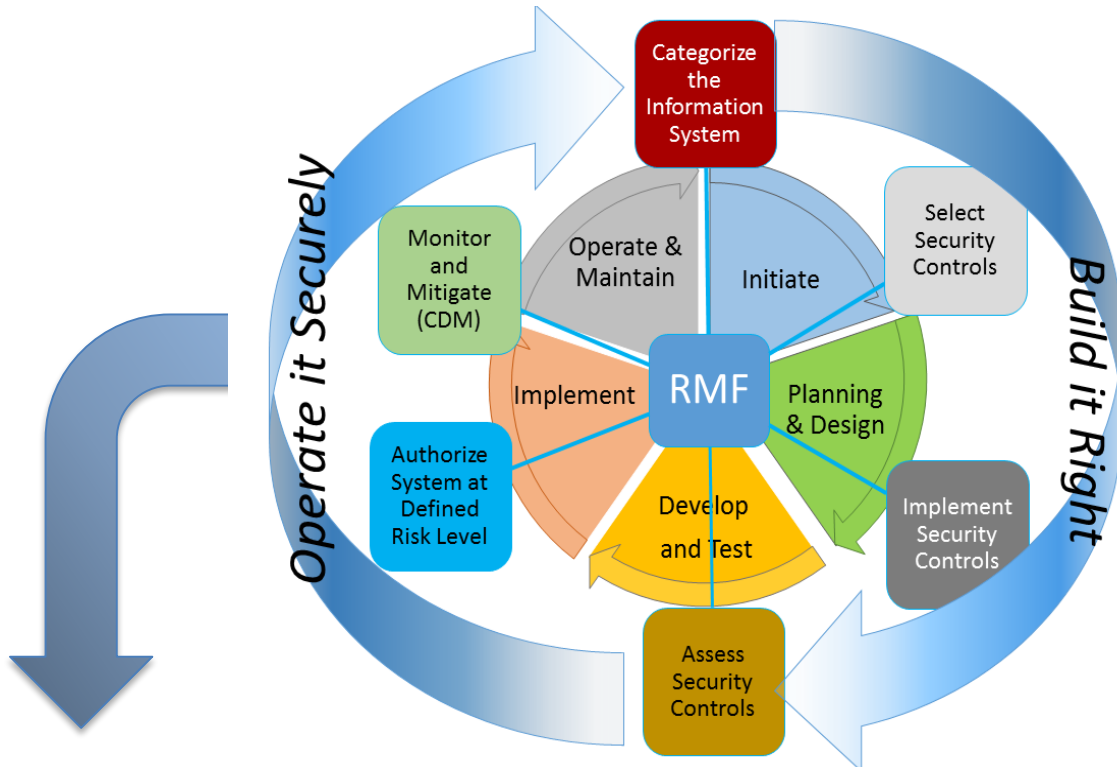 Categorize
the
Information
System
Select
Security
Controls
Implement
Security
Controls
Assess
Security
Controls
Authorize
System at
Defined
Risk Level
Monitor
and
Mitigate
(CDM)
Operate &
Maintain
Initiate
Planning
& Design
Develop
and Test
Implement
RMF
Build it Right
Operate it Securely